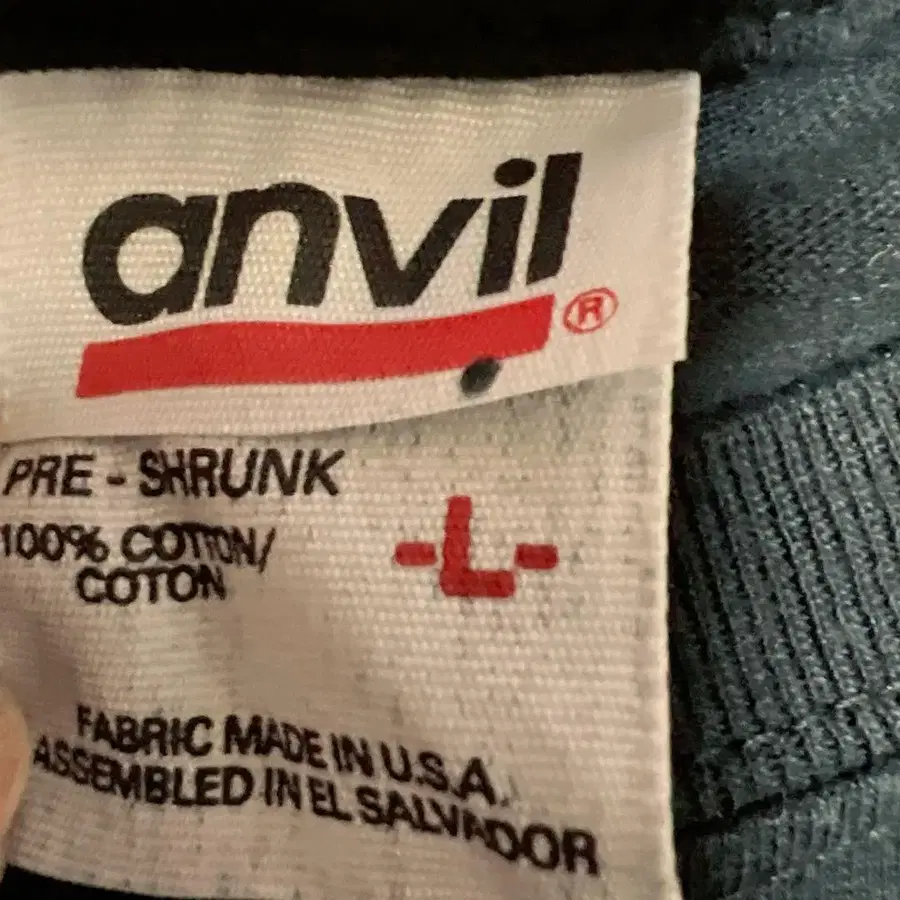 anvil®
PRE - SHRUNK
100% COTTON/
COTON
-L-
FABRIC MADE IN U.S.A.
ASSEMBLED IN EL SALVADOR